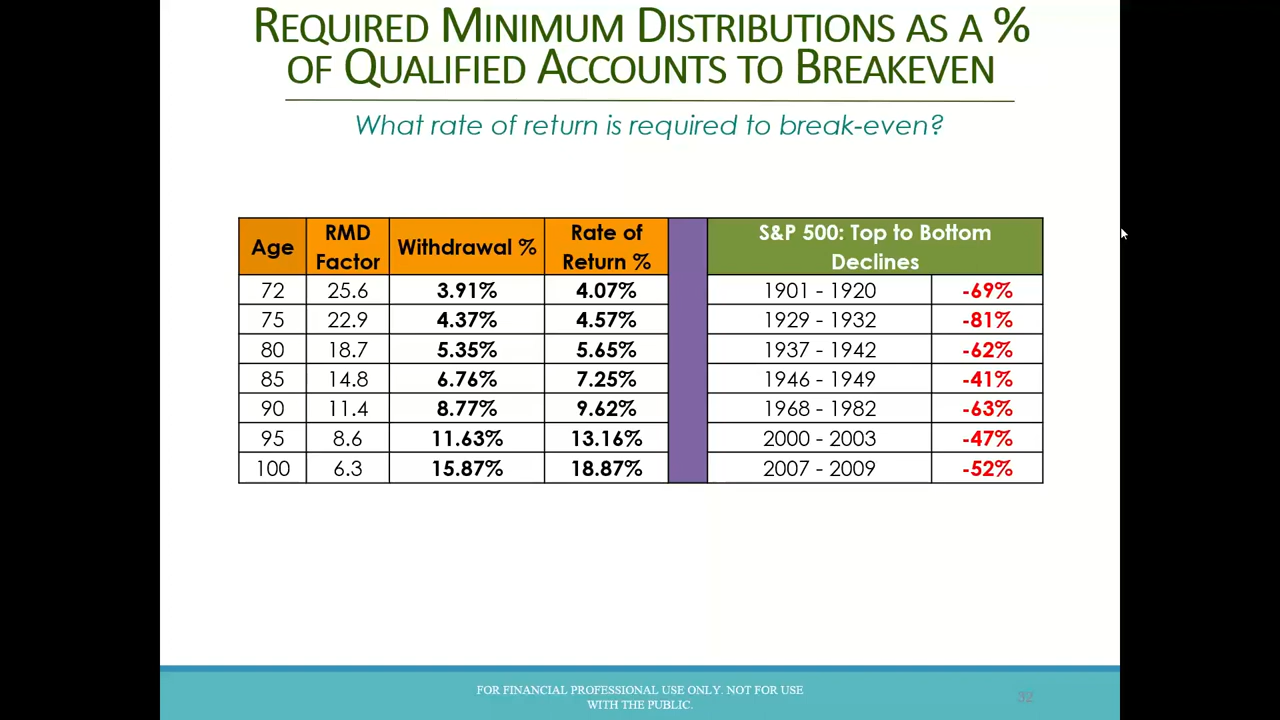 REQUIRED MINIMUM DISTRIBUTIONS AS A %
OF QUALIFIED ACCOUNTS TO BREAKEVEN
What rate of return is required to break-even?
Age RMD Factor Withdrawal % Rate of Return % S&P 500: Top to Bottom Declines
72 25.6 3.91% 4.07% 1901 - 1920 -69%
75 22.9 4.37% 4.57% 1929 - 1932 -81%
80 18.7 5.35% 5.65% 1937 - 1942 -62%
85 14.8 6.76% 7.25% 1946 - 1949 -41%
90 11.4 8.77% 9.62% 1968 - 1982 -63%
95 8.6 11.63% 13.16% 2000 - 2003 -47%
100 6.3 15.87% 18.87% 2007 - 2009 -52%
FOR FINANCIAL PROFESSIONAL USE ONLY. NOT FOR USE
WITH THE PUBLIC.
32